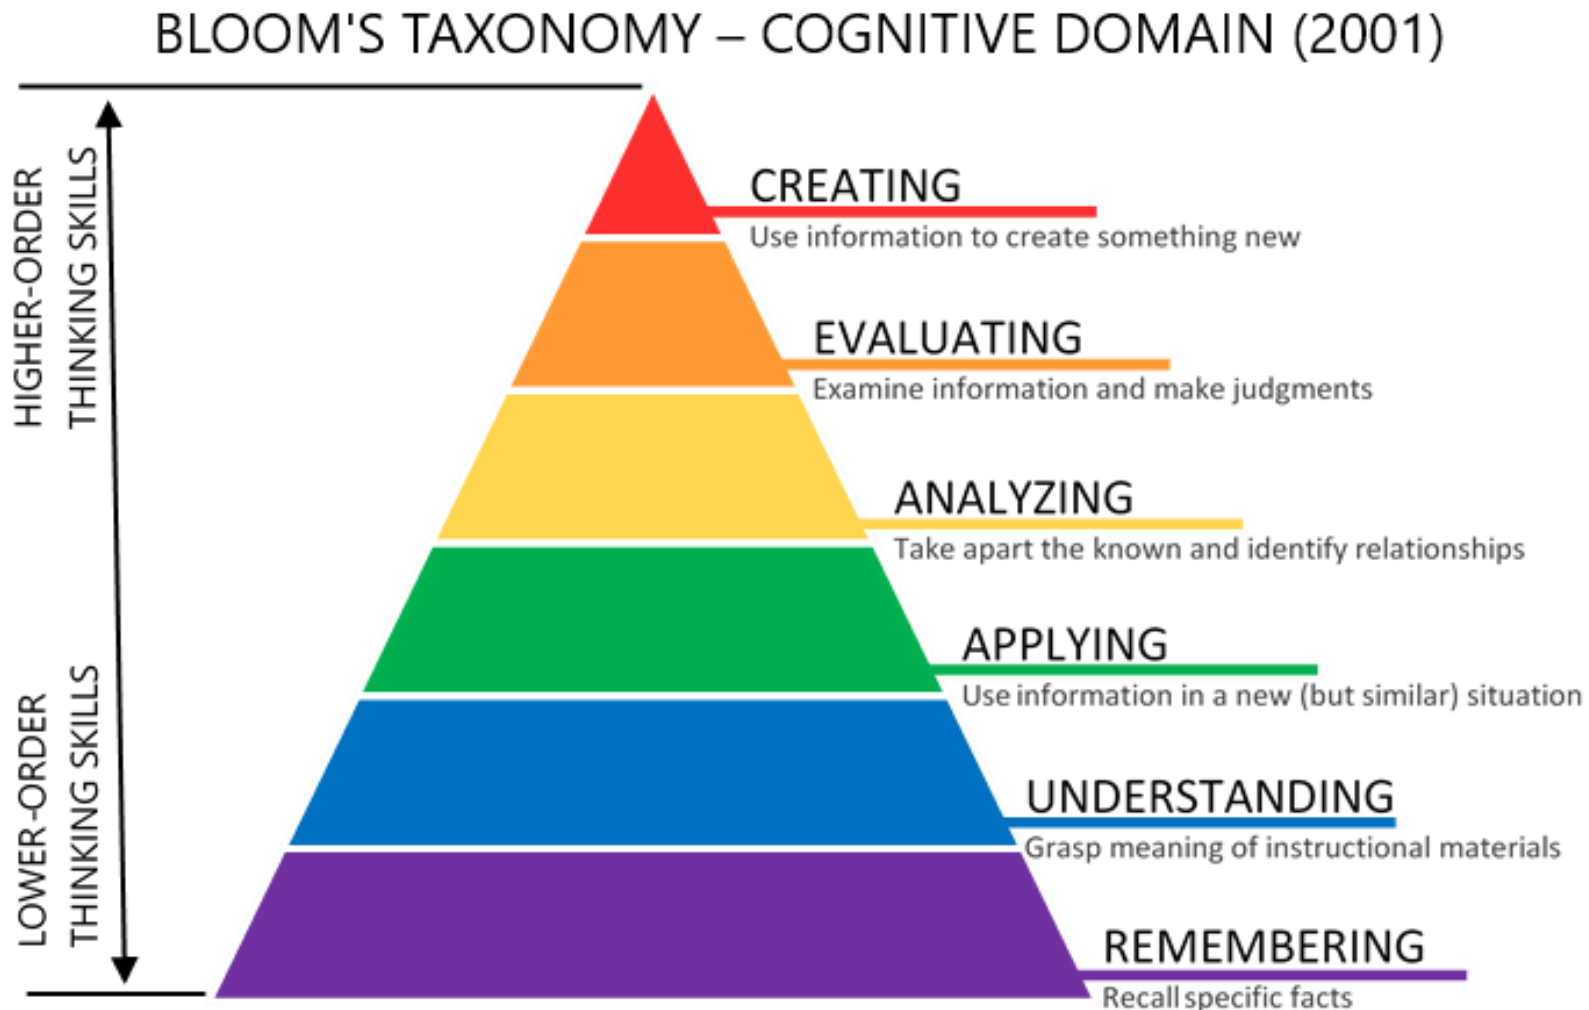 BLOOM'S TAXONOMY – COGNITIVE DOMAIN (2001)
HIGHER-ORDER
THINKING SKILLS
LOWER-ORDER
THINKING SKILLS
CREATING
Use information to create something new
EVALUATING
Examine information and make judgments
ANALYZING
Take apart the known and identify relationships
APPLYING
Use information in a new (but similar) situation
UNDERSTANDING
Grasp meaning of instructional materials
REMEMBERING
Recall specific facts